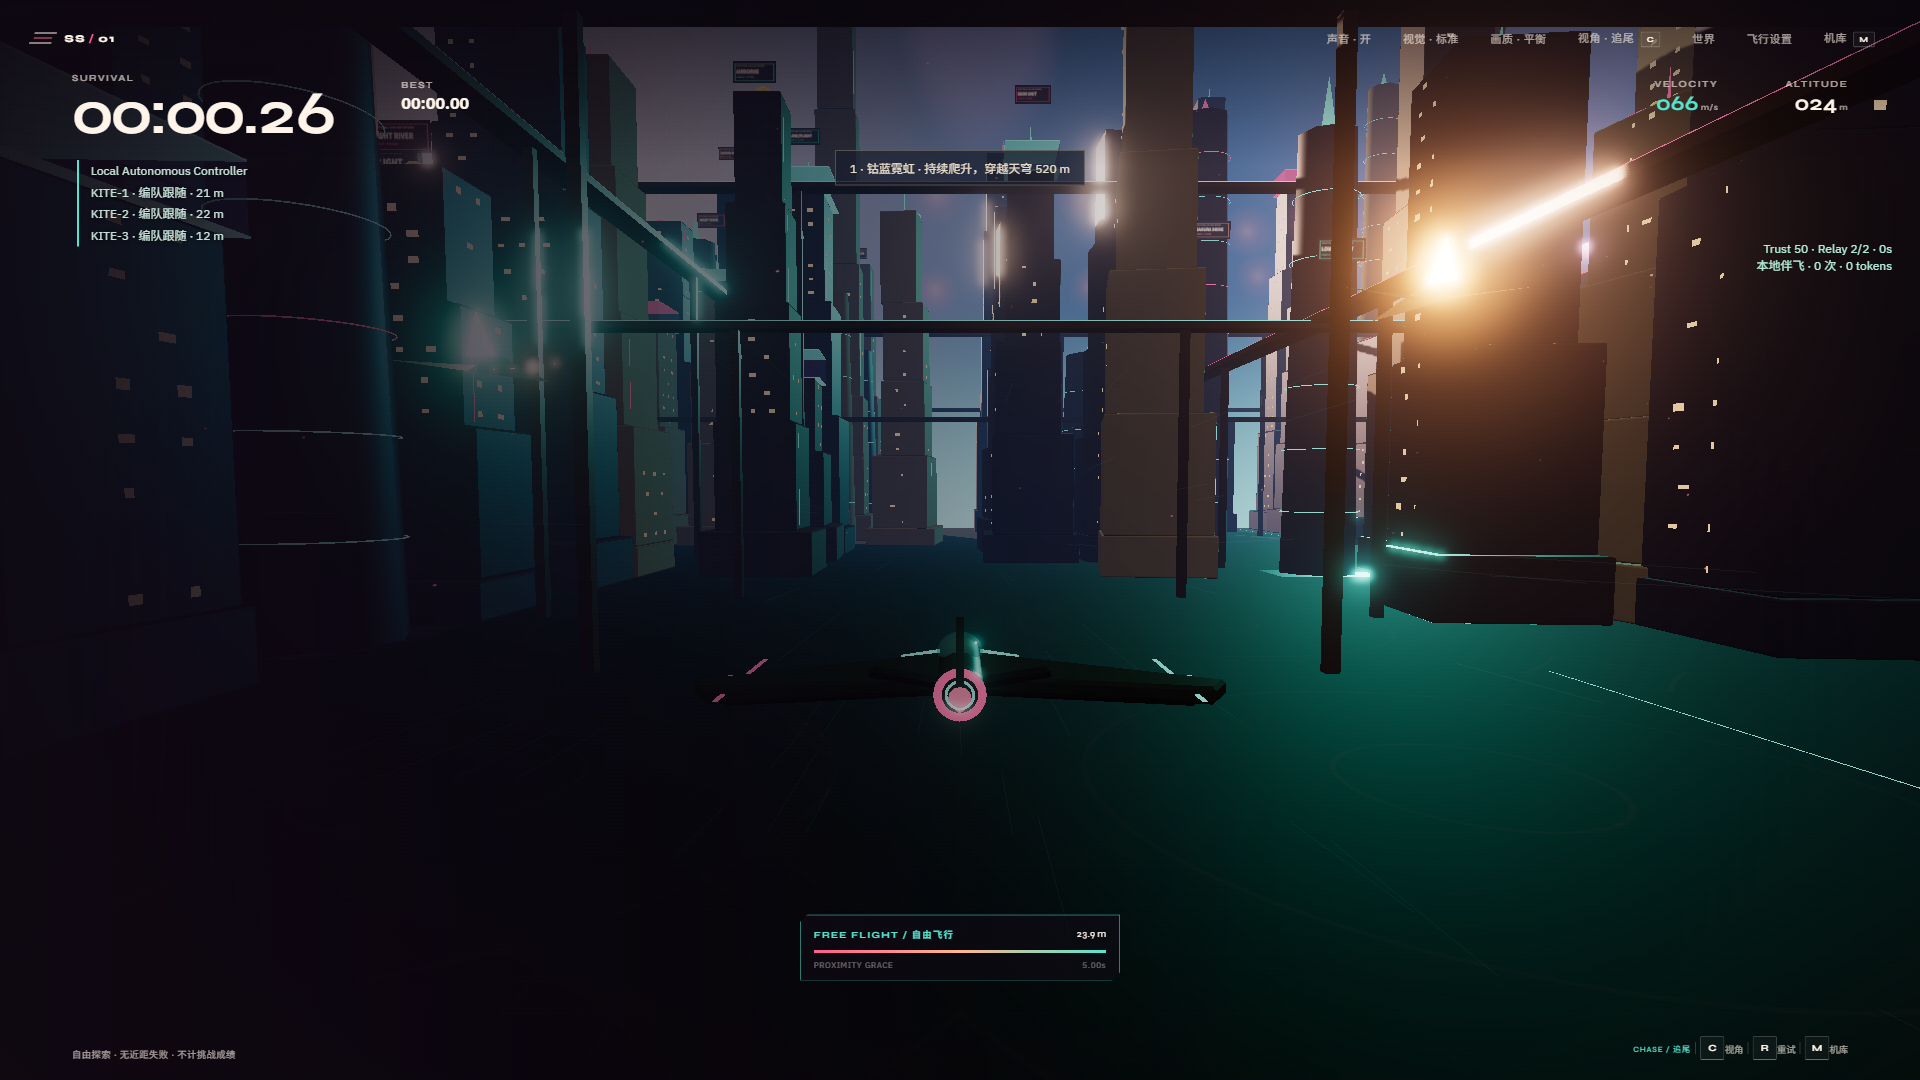 SS / 01
声音 · 开
视觉 · 标准
画质 · 平衡
视角 · 追尾 C
世界
飞行设置
机库 M
SURVIVAL
00:00.26
BEST
00:00.00
VELOCITY
066 m/s
ALTITUDE
024 m
1 · 钴蓝霓虹 · 持续爬升，穿越天穹 520 m
Local Autonomous Controller
KITE-1 · 编队跟随 · 21 m
KITE-2 · 编队跟随 · 22 m
KITE-3 · 编队跟随 · 12 m
Trust 50 · Relay 2/2 · 0s
本地伴飞 · 0 次 · 0 tokens
FREE FLIGHT / 自由飞行
23.9 m
PROXIMITY GRACE
5.00s
自由探索 · 无近距失败 · 不计挑战成绩
CHASE / 追尾
C 视角
R 重试
M 机库